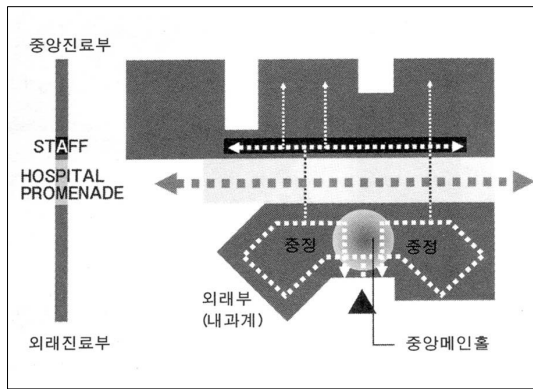 중앙진료부
STAFF
HOSPITAL
PROMENADE
중정
중정
외래부
(내과계)
외래진료부
중앙메인홀